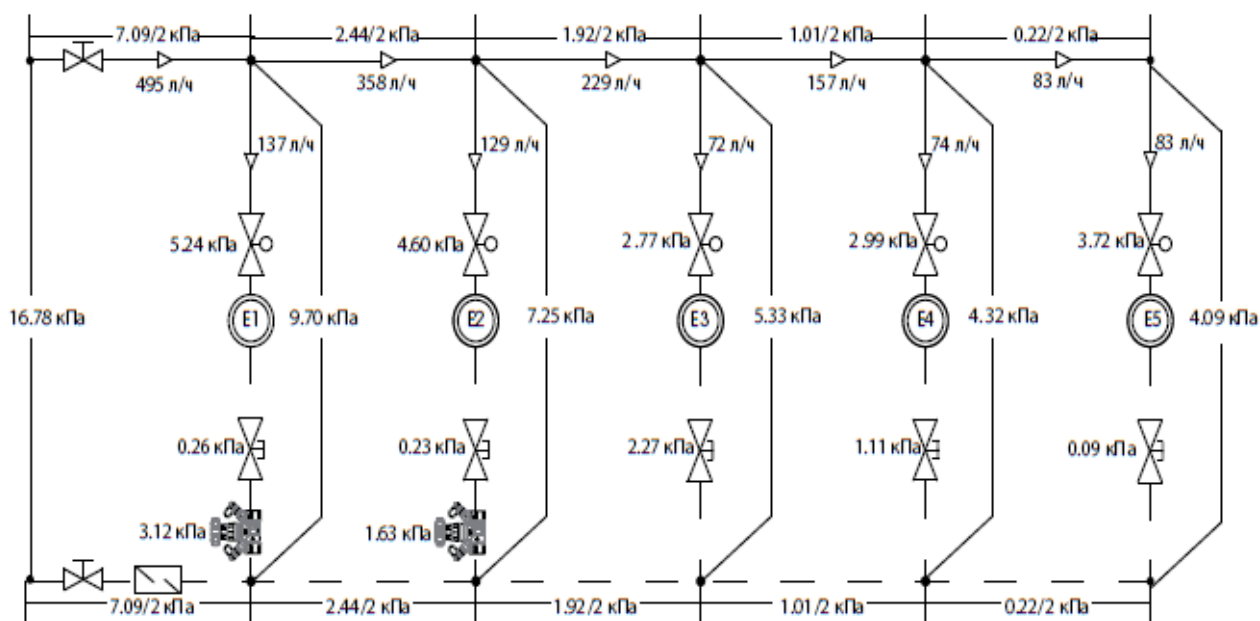 7.09/2 кПа
2.44/2 кПа
1.92/2 кПа
1.01/2 кПа
0.22/2 кПа
495 л/ч
358 л/ч
229 л/ч
157 л/ч
83 л/ч
137 л/ч
129 л/ч
72 л/ч
74 л/ч
83 л/ч
5.24 кПа
4.60 кПа
2.77 кПа
2.99 кПа
3.72 кПа
16.78 кПа
E1
9.70 кПа
E2
7.25 кПа
E3
5.33 кПа
E4
4.32 кПа
E5
4.09 кПа
0.26 кПа
0.23 кПа
2.27 кПа
1.11 кПа
0.09 кПа
3.12 кПа
1.63 кПа
7.09/2 кПа
2.44/2 кПа
1.92/2 кПа
1.01/2 кПа
0.22/2 кПа